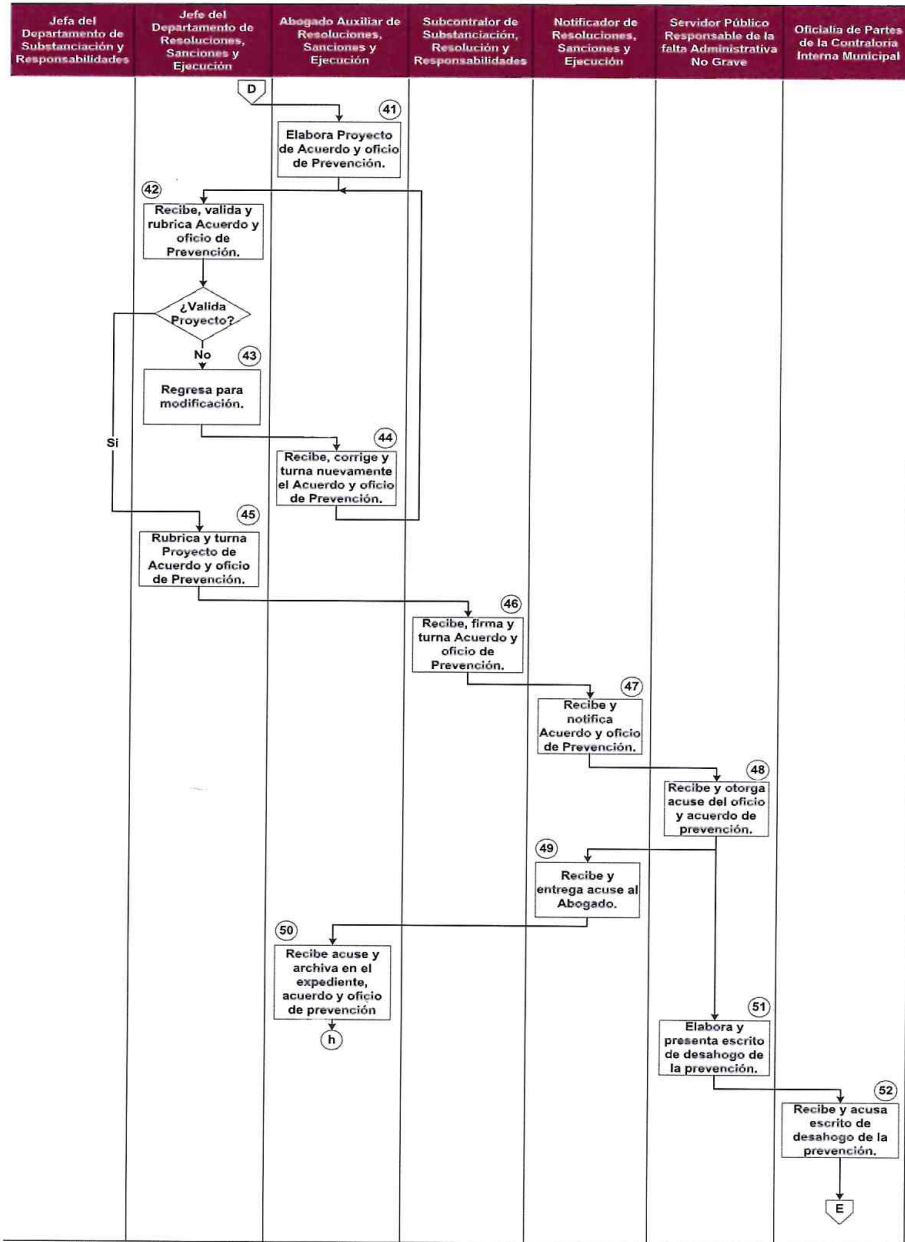 Jefa del
Departamento de
Substanciación y
Responsabilidades
Jefe del
Departamento de
Resoluciones,
Sanciones y
Ejecución
Abogado Auxiliar de
Resoluciones,
Sanciones y
Ejecución
Subcontralor de
Substanciación,
Resolución y
Responsabilidades
Notificador de
Resoluciones,
Sanciones y
Ejecución
Servidor Público
Responsable de la
falta Administrativa
No Grave
Oficialia de Partes
de la Contraloría
Interna Municipal
D
41
Elabora Proyecto
de Acuerdo y oficio
de Prevención.
42
Recibe, valida y
rubrica Acuerdo y
oficio de
Prevención.
¿Valida
Proyecto?
No
43
Regresa para
modificación.
Si
44
Recibe, corrige y
turna nuevamente
el Acuerdo y oficio
de Prevención.
45
Rubrica y turna
Proyecto de
Acuerdo y oficio
de Prevención.
46
Recibe, firma y
turna Acuerdo y
oficio de
Prevención.
47
Recibe y
notifica
Acuerdo y oficio
de Prevención.
48
Recibe y otorga
acuse del oficio
y acuerdo de
prevención.
49
Recibe y
entrega acuse al
Abogado.
50
Recibe acuse y
archiva en el
expediente,
acuerdo y oficio
de prevención
h
51
Elabora y
presenta escrito
de desahogo de
la prevención.
52
Recibe y acusa
escrito de
desahogo de la
prevención.
E